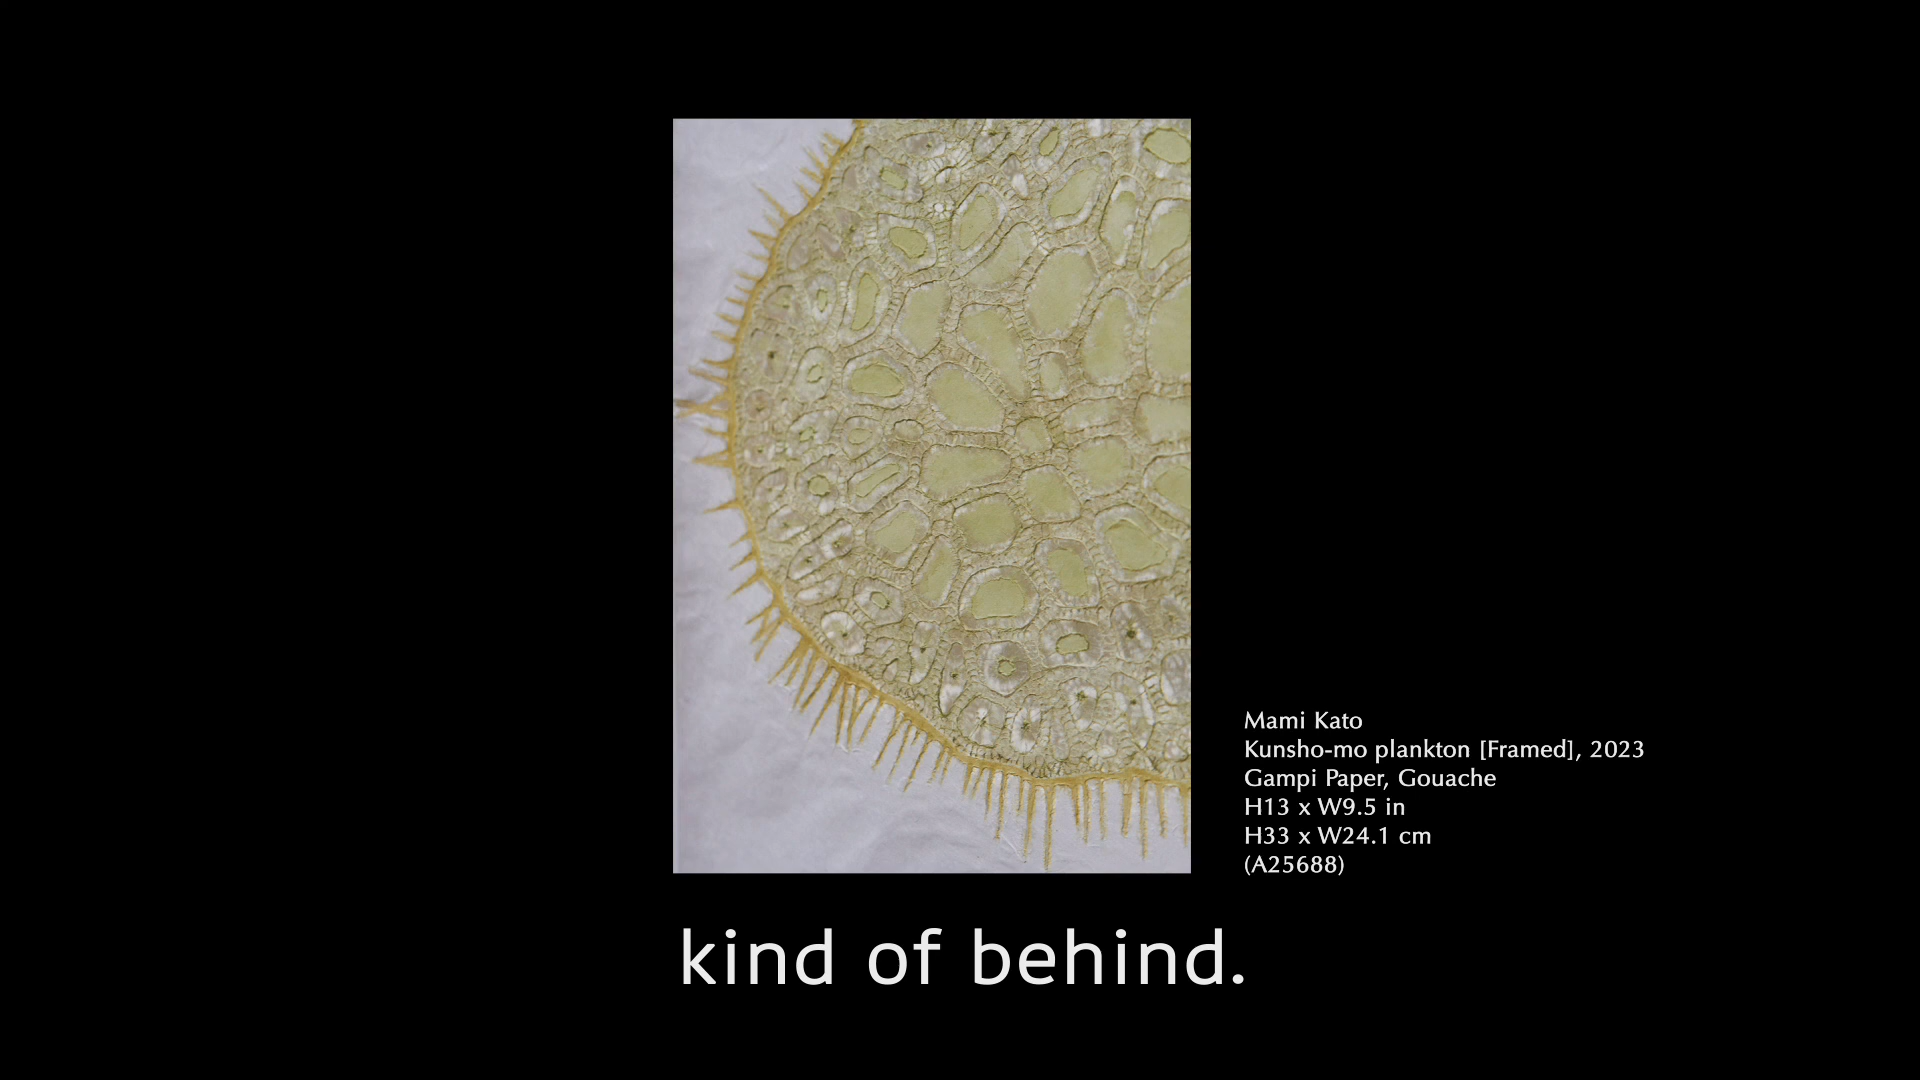 Mami Kato
Kunsho-mo plankton [Framed], 2023
Gampi Paper, Gouache
H13 x W9.5 in
H33 x W24.1 cm
(A25688)
kind of behind.